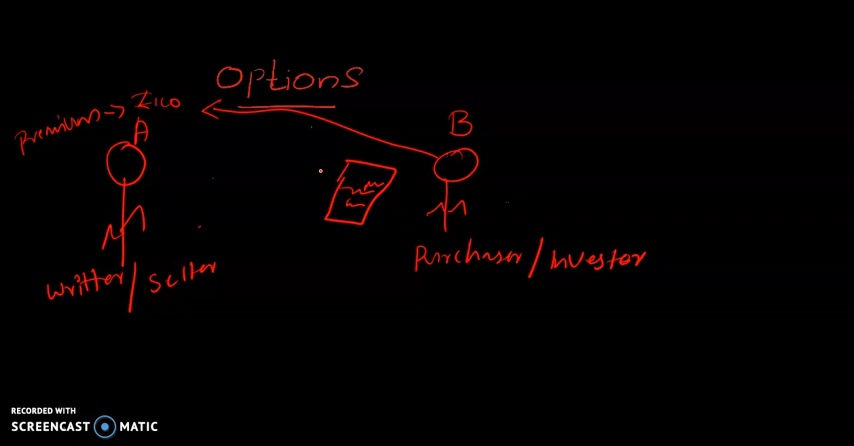 Options
Premium → ₹100
A
B
Writter / Seller
Purchaser / Investor
RECORDED WITH
SCREENCAST MATIC